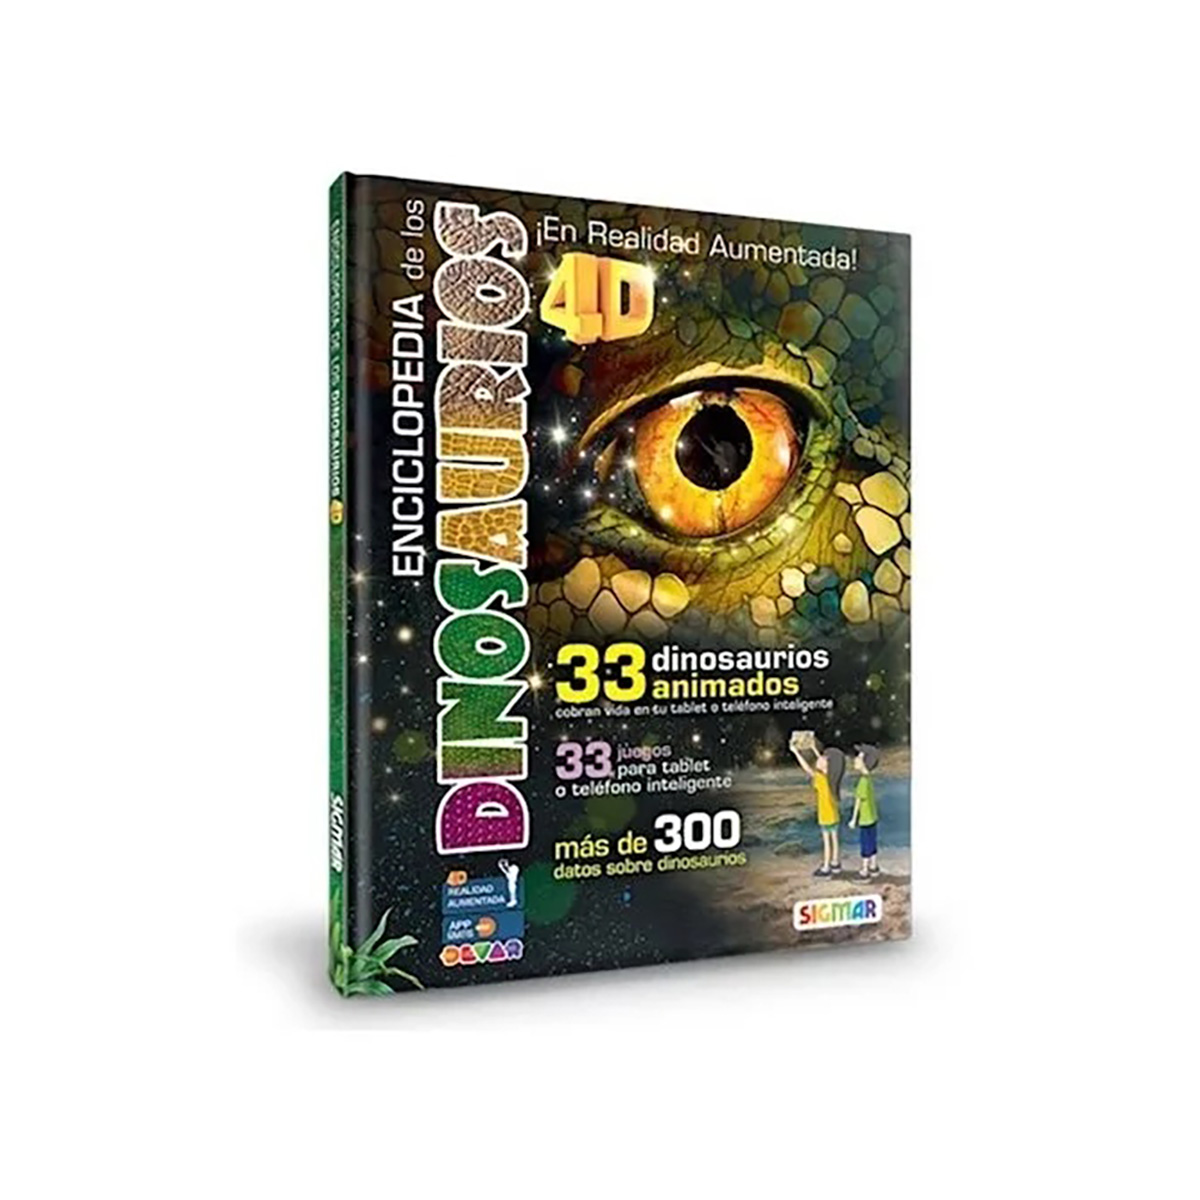 ENCICLOPEDIA DE LOS DINOSAURIOS 4D
SIGMAR
ENCICLOPEDIA de los
DINOSAURIOS
¡En Realidad Aumentada!
4D
33 dinosaurios
animados
cobran vida en tu tablet o teléfono inteligente
33 juegos
para tablet
o teléfono inteligente
más de 300
datos sobre dinosaurios
4D
REALIDAD
AUMENTADA
APP
GRATIS
DEVAR
SIGMAR